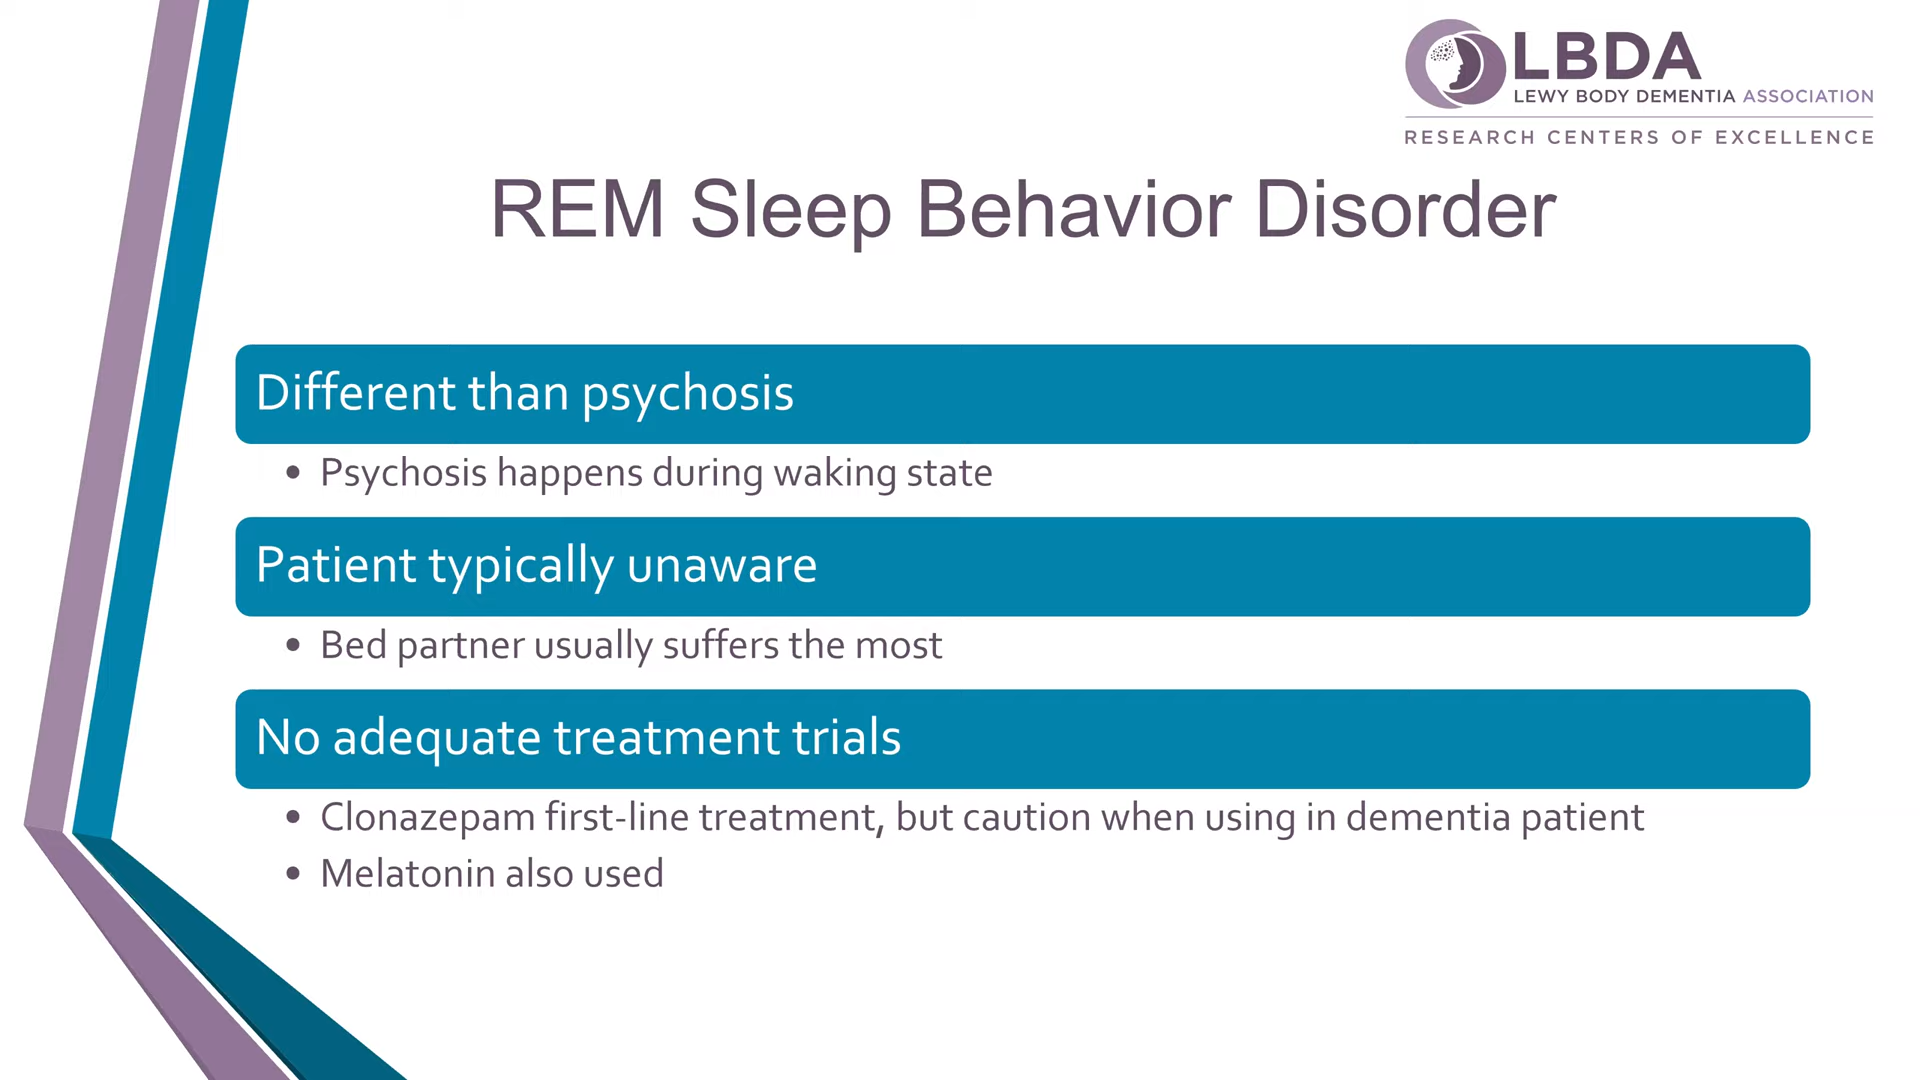 LBDA
LEWY BODY DEMENTIA ASSOCIATION
RESEARCH CENTERS OF EXCELLENCE
REM Sleep Behavior Disorder
Different than psychosis
• Psychosis happens during waking state
Patient typically unaware
• Bed partner usually suffers the most
No adequate treatment trials
• Clonazepam first-line treatment, but caution when using in dementia patient
• Melatonin also used